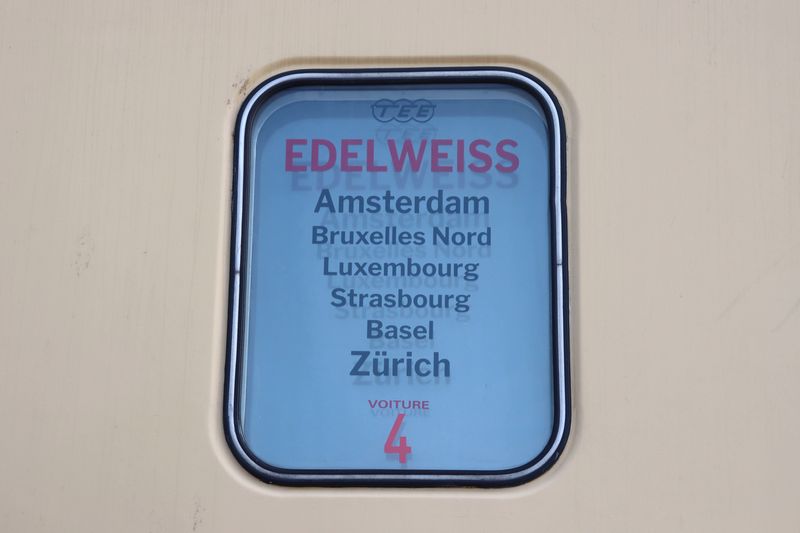 TEE
EDELWEISS
Amsterdam
Bruxelles Nord
Luxembourg
Strasbourg
Basel
Zürich
VOITURE
4